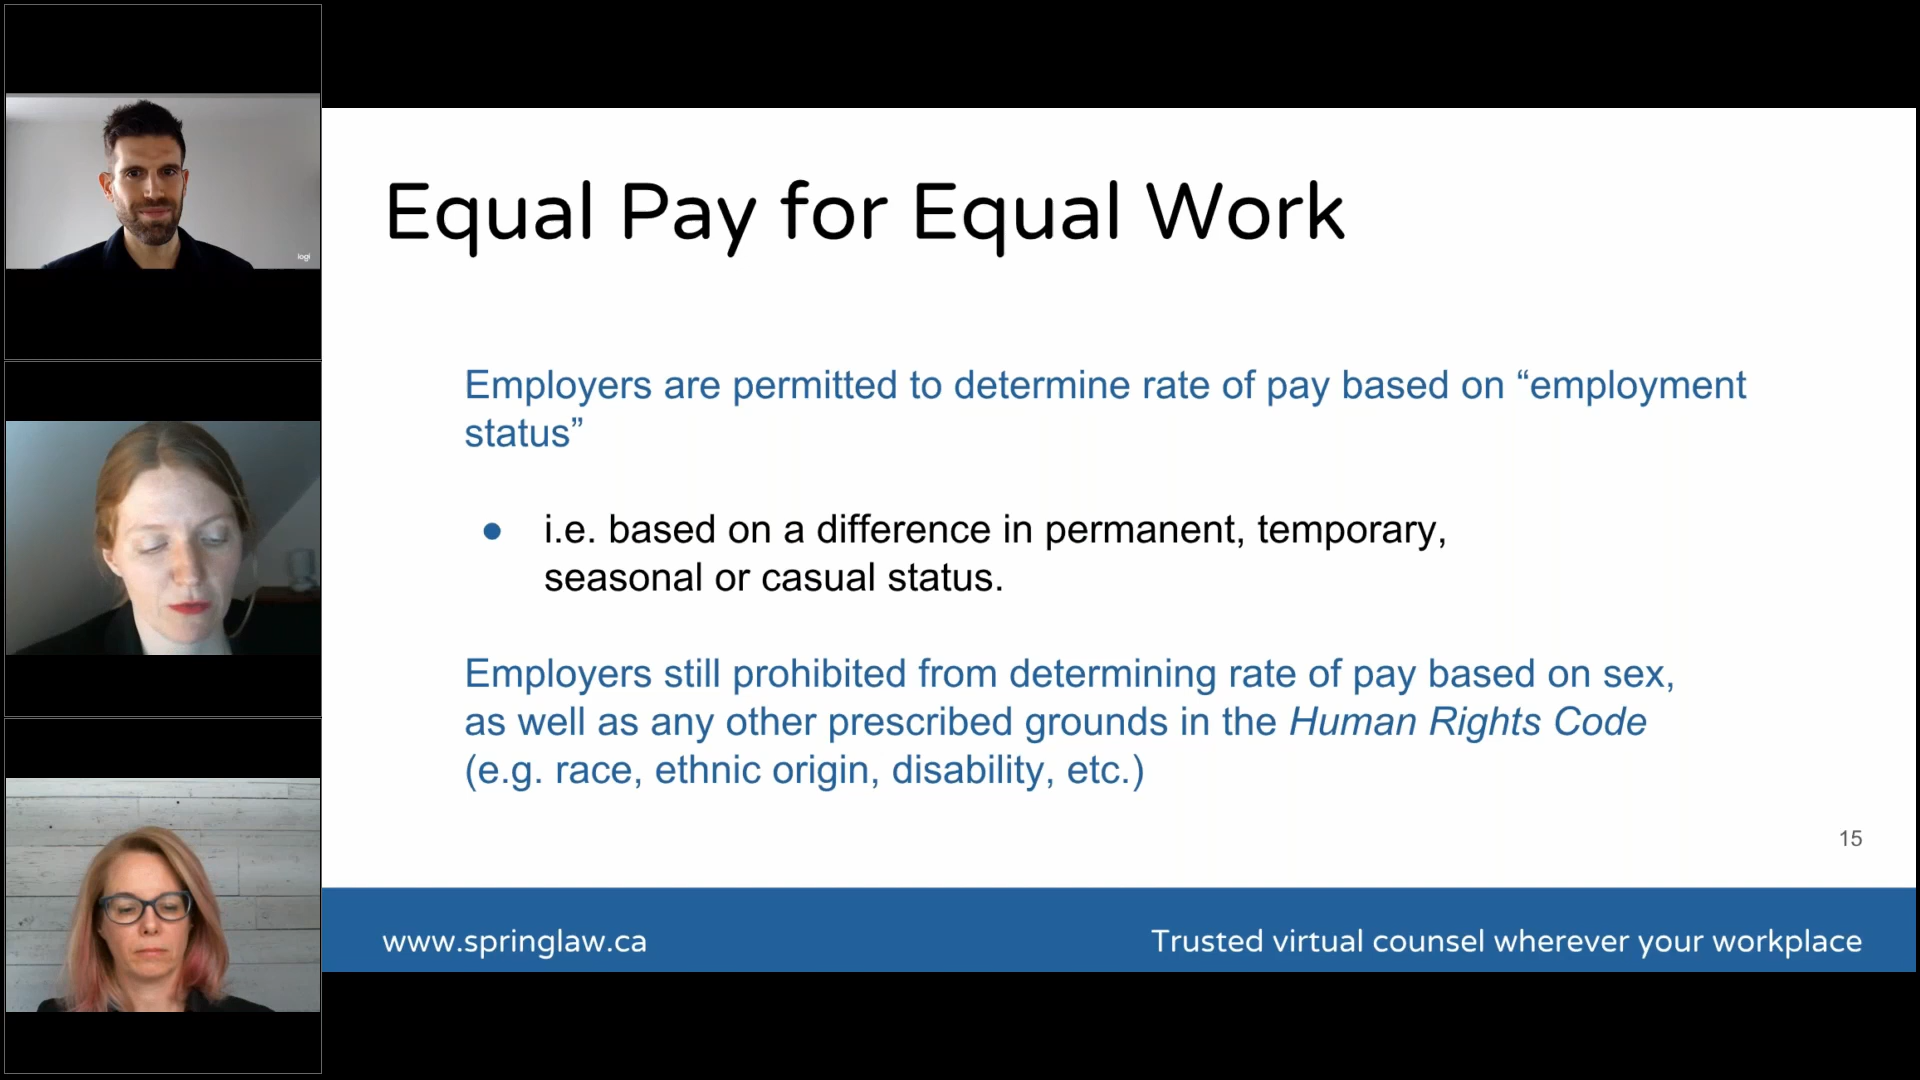 logi
Equal Pay for Equal Work
Employers are permitted to determine rate of pay based on “employment
status”
● i.e. based on a difference in permanent, temporary,
seasonal or casual status.
Employers still prohibited from determining rate of pay based on sex,
as well as any other prescribed grounds in the Human Rights Code
(e.g. race, ethnic origin, disability, etc.)
15
www.springlaw.ca
Trusted virtual counsel wherever your workplace